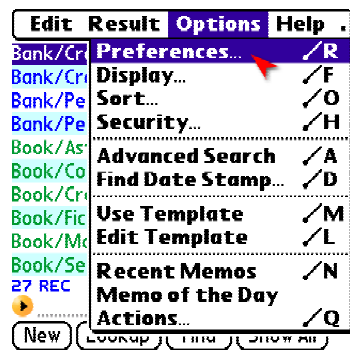 Edit Result Options Help .
Bank/Cr
Bank/Cr
Bank/Pe
Bank/Pe
Book/As
Book/Co
Book/Cr
Book/Fic
Book/Mo
Book/Se
27 REC
Preferences... /R
Display... /F
Sort... /O
Security... /H
Advanced Search /A
Find Date Stamp... /D
Use Template /M
Edit Template /L
Recent Memos /N
Memo of the Day
Actions... /Q
New Lookup Find Show All